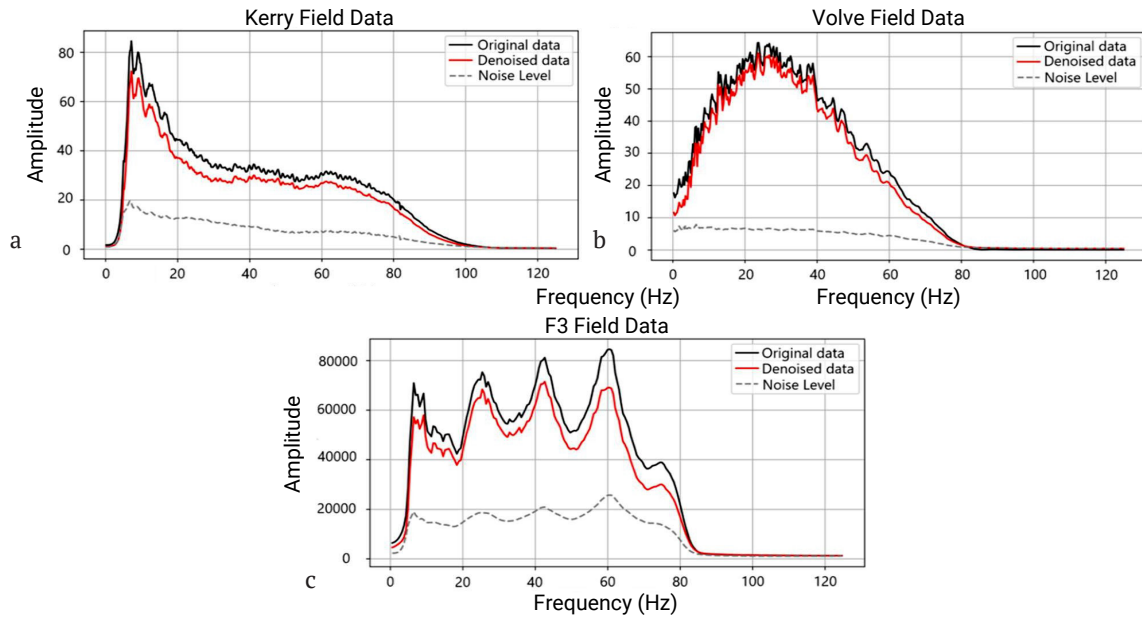 Kerry Field Data
Original data
Denoised data
Noise Level
80
60
40
20
0
Amplitude
0 20 40 60 80 100 120
Frequency (Hz)
a
Volve Field Data
Original data
Denoised data
Noise Level
60
50
40
30
20
10
0
Amplitude
0 20 40 60 80 100 120
Frequency (Hz)
b
F3 Field Data
Original data
Denoised data
Noise Level
80000
60000
40000
20000
0
Amplitude
0 20 40 60 80 100 120
Frequency (Hz)
c